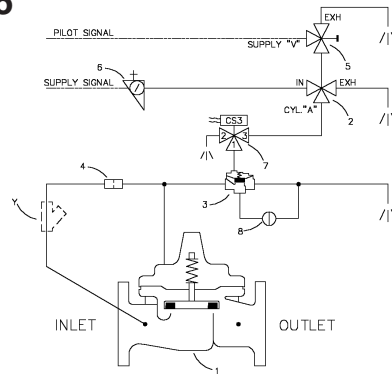 EXH
PILOT SIGNAL
SUPPLY "V"
5
6
SUPPLY SIGNAL
IN
EXH
CYL."A"
2
CS3
2 3
1
7
4
3
Y
8
INLET
OUTLET
1